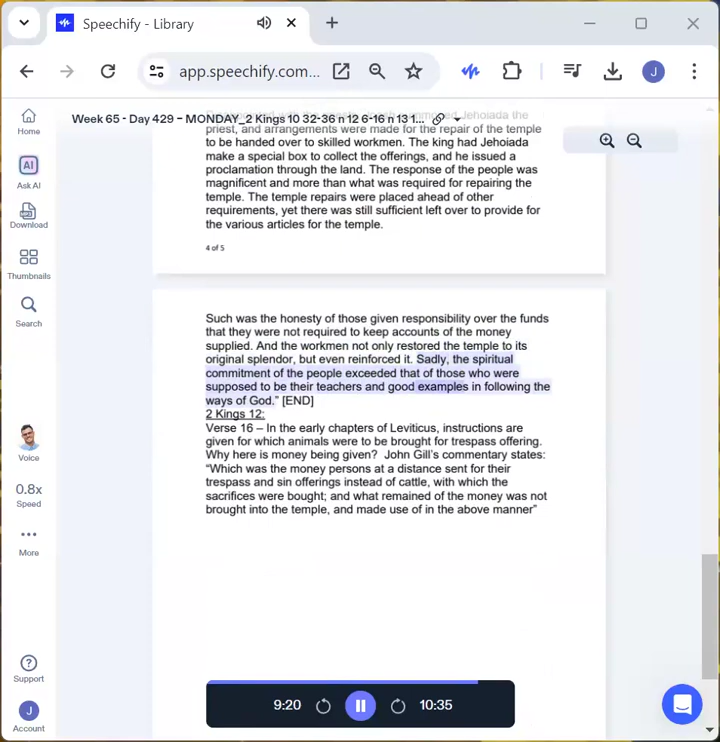 Speechify - Library
app.speechify.com...
J
Week 65 - Day 429 – MONDAY_2 Kings 10 32-36 n 12 6-16 n 13 1...
Home
AI
Ask AI
Download
Thumbnails
Search
Voice
0.8x
Speed
More
Support
J
Account
Jehoiada the
priest, and arrangements were made for the repair of the temple
to be handed over to skilled workmen. The king had Jehoiada
make a special box to collect the offerings, and he issued a
proclamation through the land. The response of the people was
magnificent and more than what was required for repairing the
temple. The temple repairs were placed ahead of other
requirements, yet there was still sufficient left over to provide for
the various articles for the temple.
4 of 5
Such was the honesty of those given responsibility over the funds
that they were not required to keep accounts of the money
supplied. And the workmen not only restored the temple to its
original splendor, but even reinforced it. Sadly, the spiritual
commitment of the people exceeded that of those who were
supposed to be their teachers and good examples in following the
ways of God.” [END]
2 Kings 12:
Verse 16 – In the early chapters of Leviticus, instructions are
given for which animals were to be brought for trespass offering.
Why here is money being given?  John Gill’s commentary states:
“Which was the money persons at a distance sent for their
trespass and sin offerings instead of cattle, with which the
sacrifices were bought; and what remained of the money was not
brought into the temple, and made use of in the above manner”
9:20
10:35